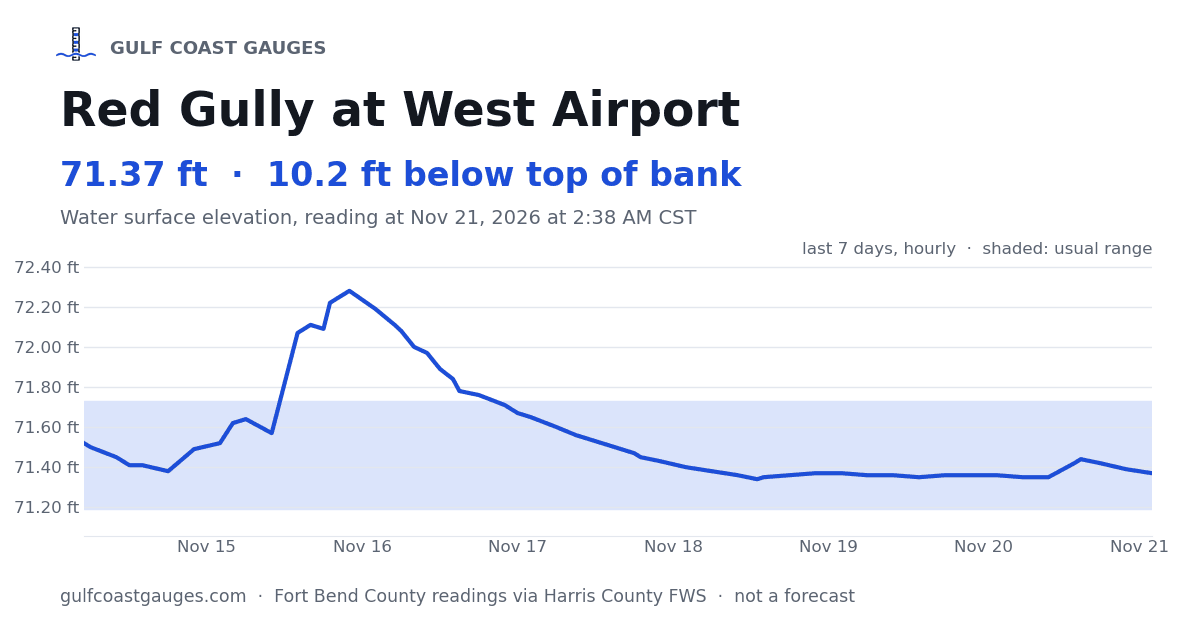 GULF COAST GAUGES
Red Gully at West Airport
71.37 ft · 10.2 ft below top of bank
Water surface elevation, reading at Nov 21, 2026 at 2:38 AM CST
last 7 days, hourly · shaded: usual range
72.40 ft
72.20 ft
72.00 ft
71.80 ft
71.60 ft
71.40 ft
71.20 ft
Nov 15 Nov 16 Nov 17 Nov 18 Nov 19 Nov 20 Nov 21
gulfcoastgauges.com · Fort Bend County readings via Harris County FWS · not a forecast